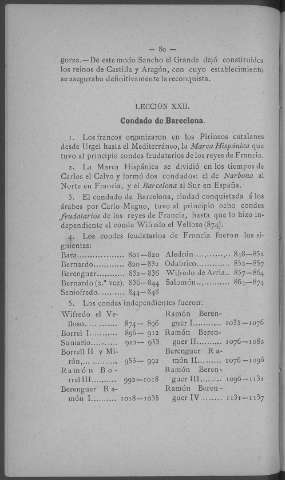 — 80 —
gorza.—De este modo Sancho el Grande dejó constituidos
los reinos de Castilla y Aragón, con cuyo establecimiento
se aseguraba definitivamente la reconquista.
LECCIÓN XXII.
Condado de Barcelona.
1. Los francos organizaron en los Pirineos catalanes
desde Urgel hasta el Mediterráneo, la Marca Hispánica que
tuvo al principio condes feudatarios de los reyes de Francia.
2. La Marca Hispánica se dividió en los tiempos de
Carlos el Calvo y formó dos condados: el de Narbona al
Norte en Francia, y el Barcelona al Sur en España.
3. El condado de Barcelona, ciudad conquistada á los
árabes por Carlo Magno, tuvo al principio ocho condes
feudatarios de los reyes de Francia, hasta que lo hizo in-
dependiente el conde Wifredo el Velloso (874).
4. Los condes feudatarios de Francia fueron los si-
guientes:
Bara........ 801—820
Bernardo........ 820—832
Berenguer........ 832—836
Bernardo (2.ª vez). 836—844
Seniofredo........ 844—848
Aledrán........ 848—852
Odalrico........ 852—857
Wifredo de Arria.. 857—864
Salomón........ 864—874
5. Los condes independientes fueron:
Wifredo el Ve-
lloso........ 874— 896
Borrel I........ 896— 912
Suniario........ 912— 953
Borrell II y Mi-
rón........ 953— 992
Ramón Bo-
rrell III........ 992—1018
Berenguer Ra-
món I........ 1018—1035
Ramón Beren-
guer I........ 1035—1076
Ramón Beren-
guer II........ 1076—1082
Berenguer Ra-
món II........ 1076—1096
Ramón Beren-
guer III........ 1096—1131
Ramón Beren-
guer IV........ 1131—1137